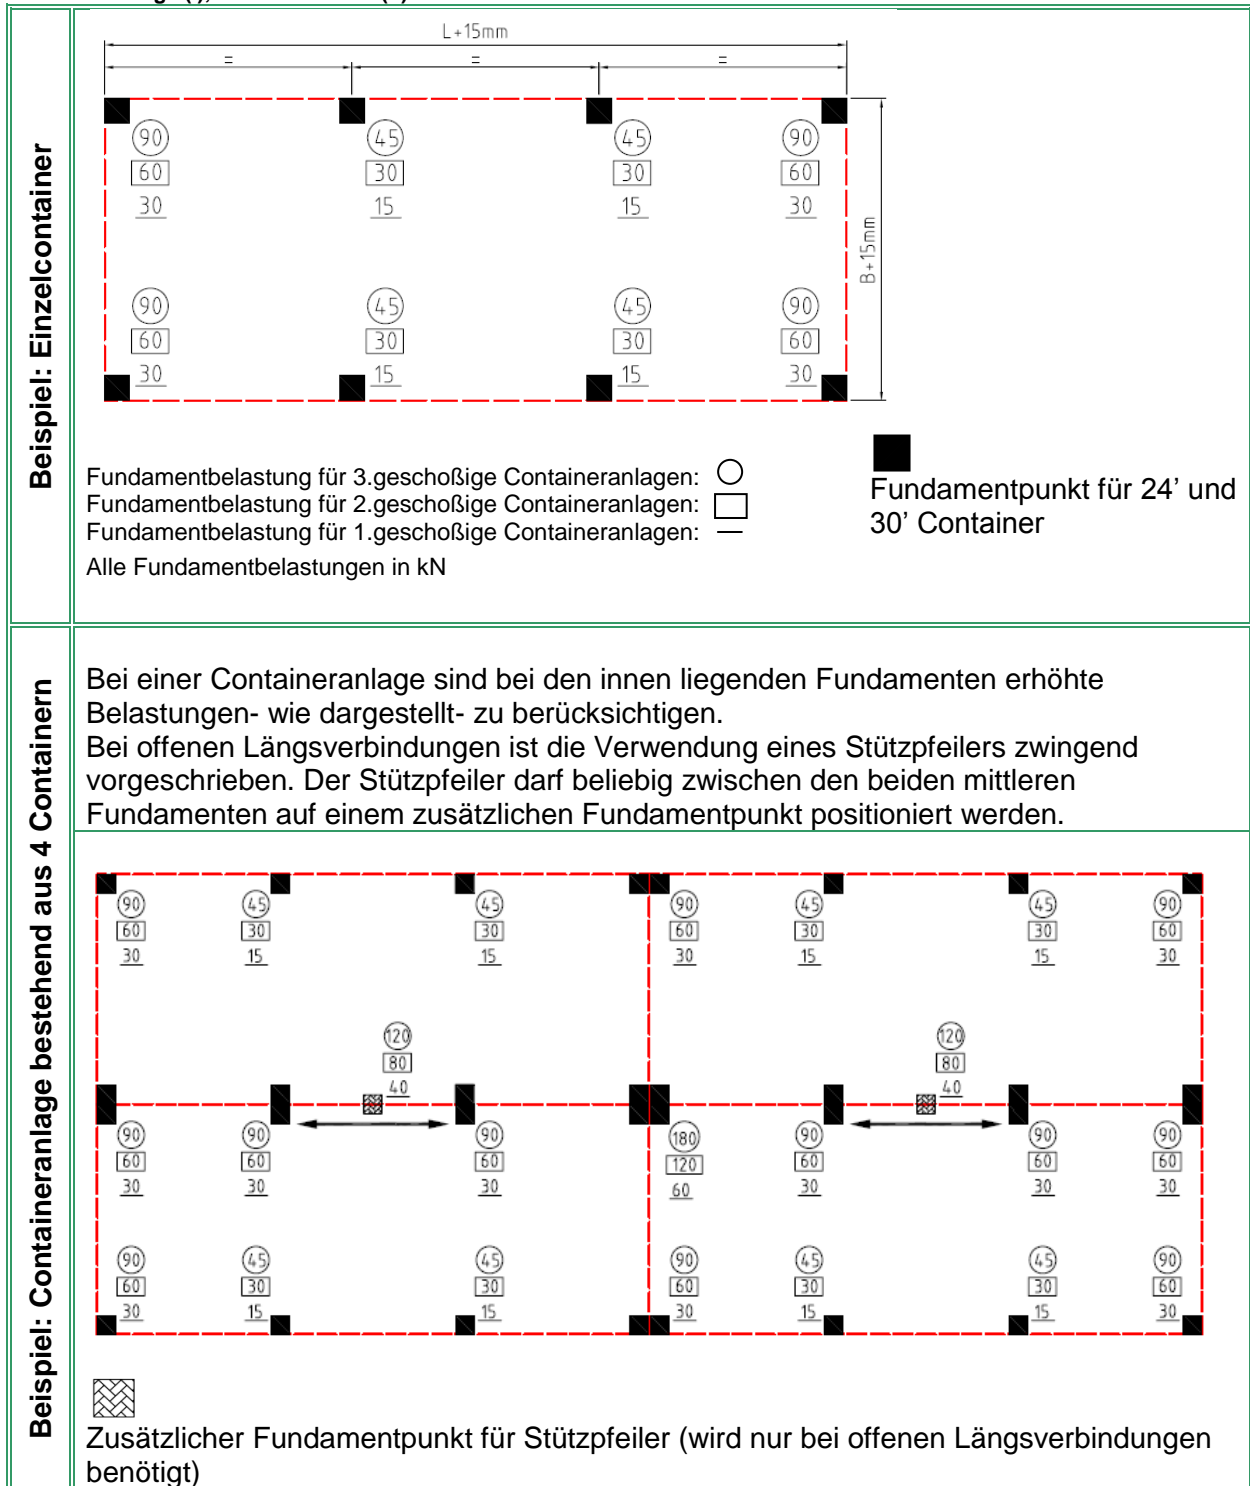 L+15mm
= = =
90 45 45 90
60 30 30 60
30 15 15 30
B+15mm
90 45 45 90
60 30 30 60
30 15 15 30
Beispiel: Einzelcontainer
Fundamentbelastung für 3.geschoßige Containeranlagen:
Fundamentbelastung für 2.geschoßige Containeranlagen:
Fundamentbelastung für 1.geschoßige Containeranlagen:
Alle Fundamentbelastungen in kN
Fundamentpunkt für 24’ und
30’ Container
Beispiel: Containeranlage bestehend aus 4 Containern
Bei einer Containeranlage sind bei den innen liegenden Fundamenten erhöhte
Belastungen- wie dargestellt- zu berücksichtigen.
Bei offenen Längsverbindungen ist die Verwendung eines Stützpfeilers zwingend
vorgeschrieben. Der Stützpfeiler darf beliebig zwischen den beiden mittleren
Fundamenten auf einem zusätzlichen Fundamentpunkt positioniert werden.
90 45 45 90 45 45 90
60 30 30 60 30 30 60
30 15 15 30 15 15 30
120 120
80 80
40 40
90 90 90 180 90 90 90
60 60 60 120 60 60 60
30 30 30 60 30 30 30
90 45 45 90 45 45 90
60 30 30 60 30 30 60
30 15 15 30 15 15 30
Zusätzlicher Fundamentpunkt für Stützpfeiler (wird nur bei offenen Längsverbindungen
benötigt)